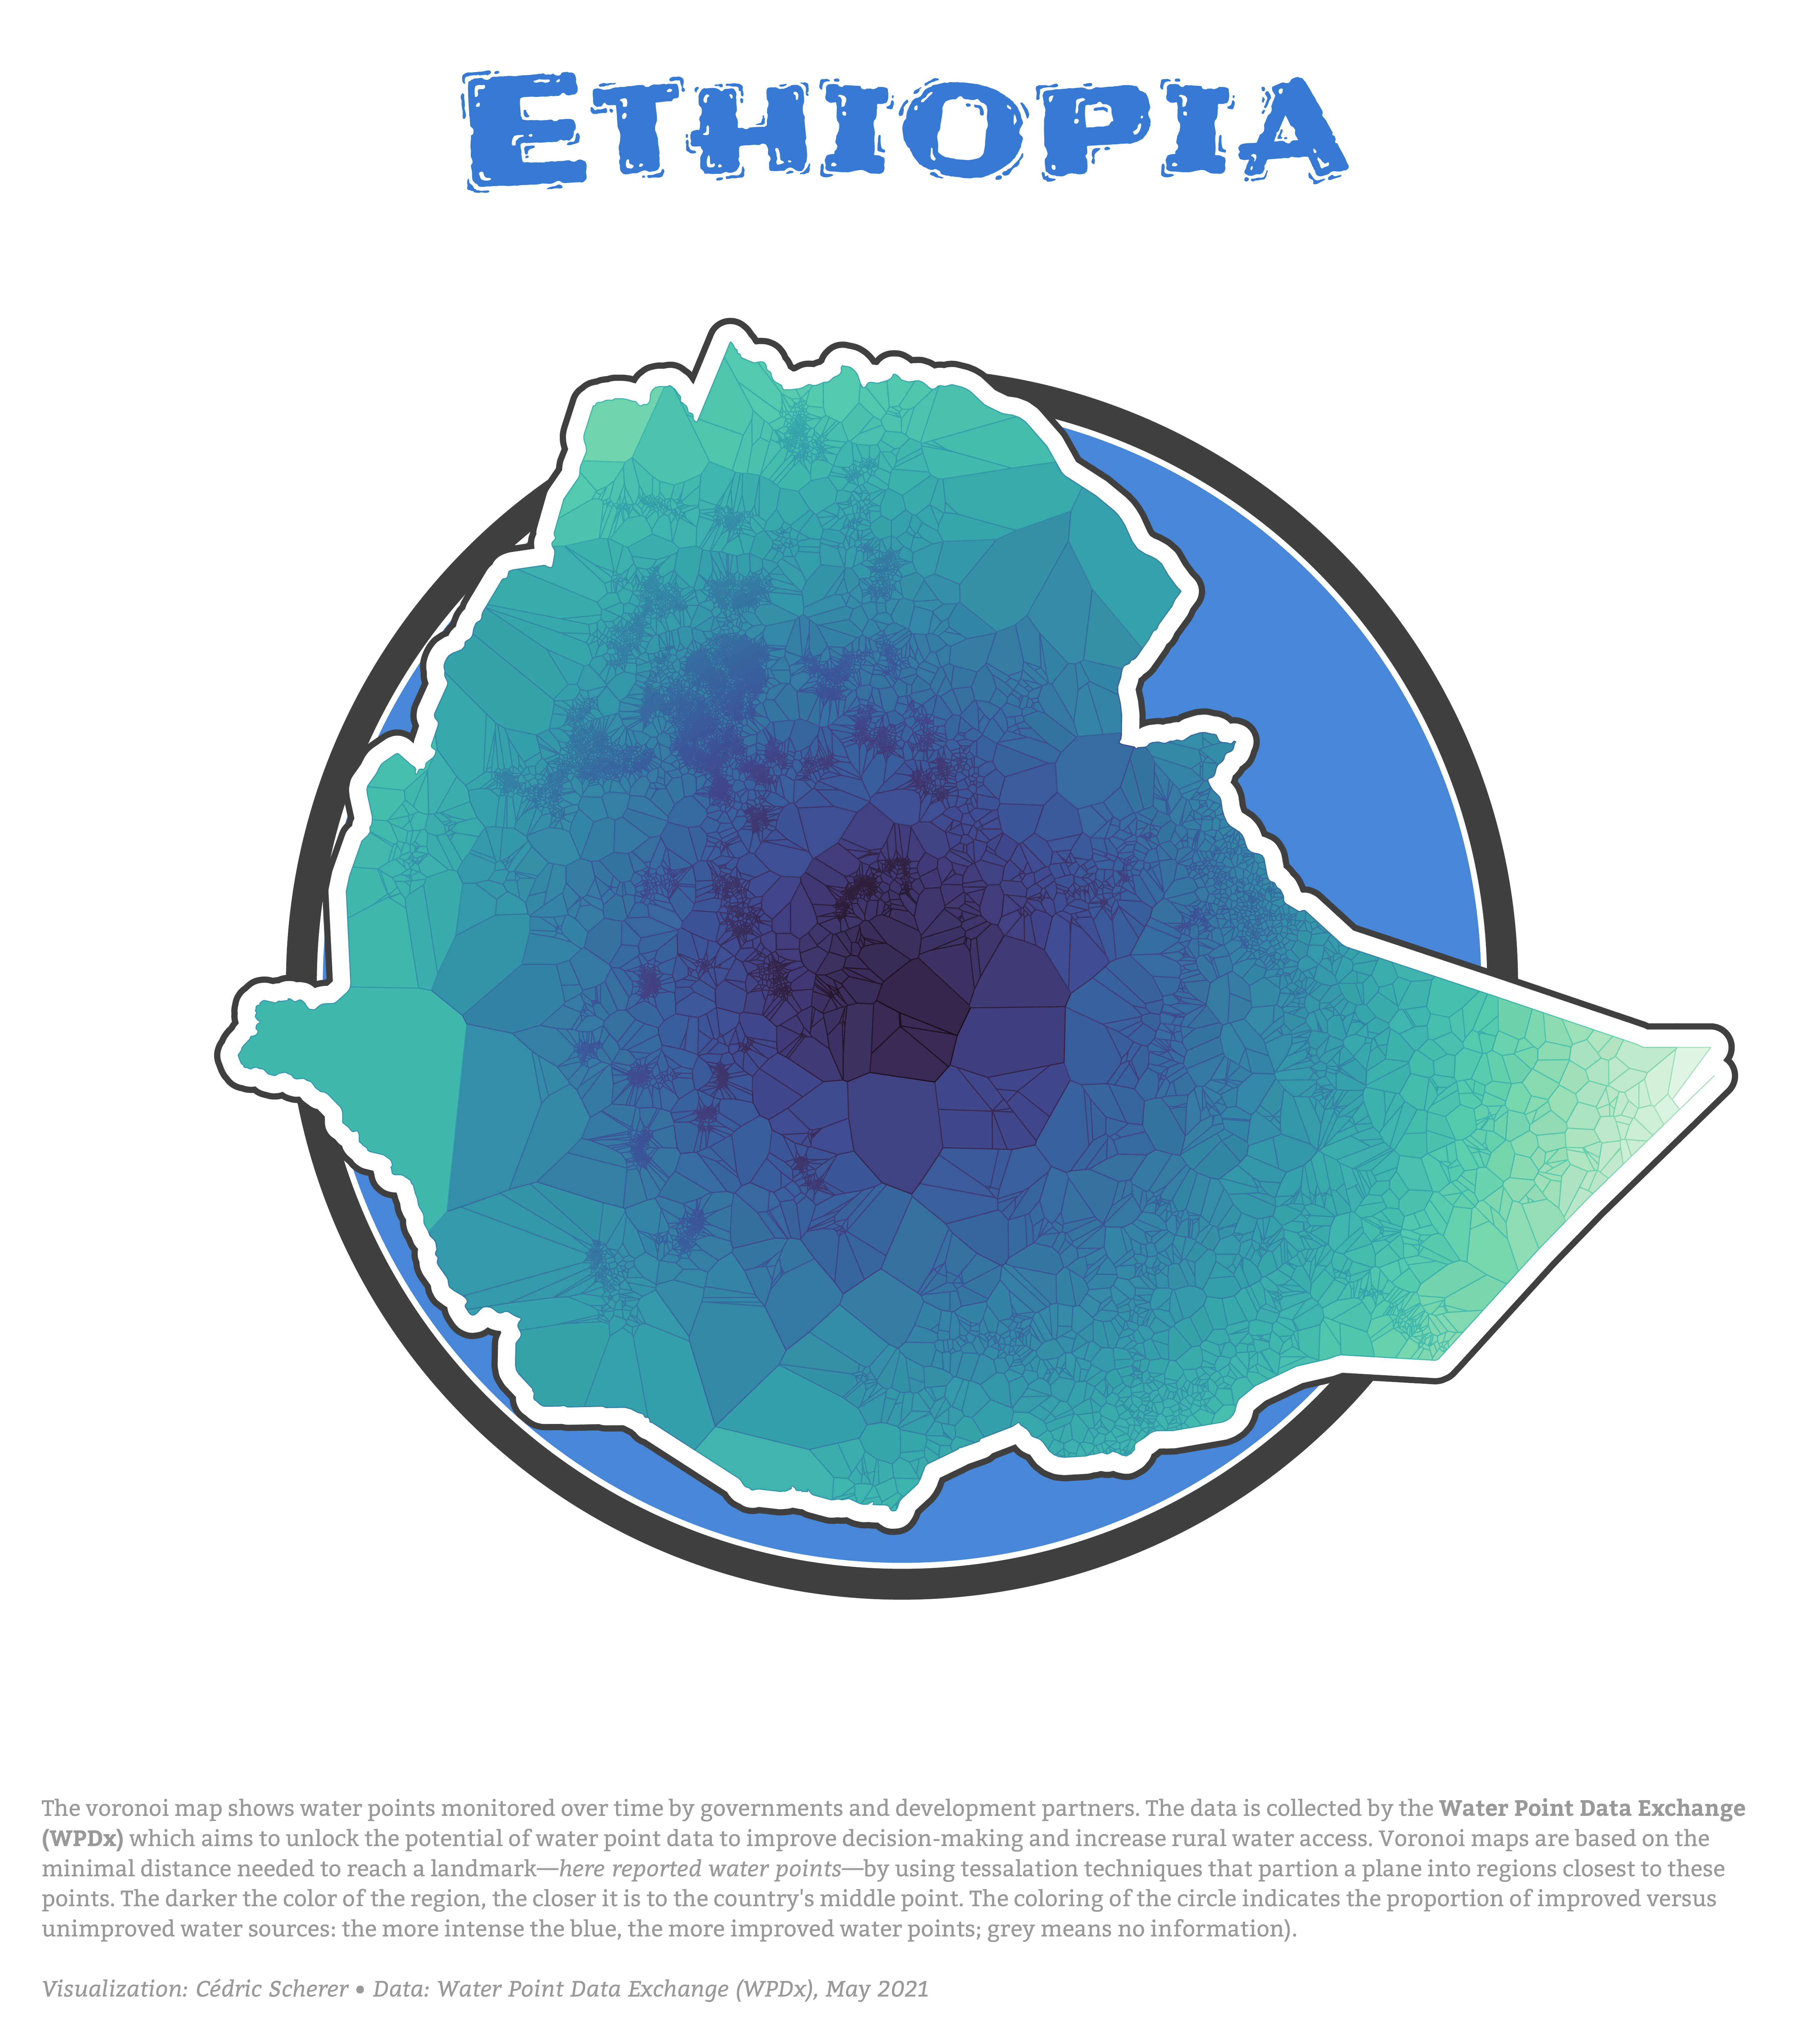 ETHIOPIA
The voronoi map shows water points monitored over time by governments and development partners. The data is collected by the Water Point Data Exchange
(WPDx) which aims to unlock the potential of water point data to improve decision-making and increase rural water access. Voronoi maps are based on the
minimal distance needed to reach a landmark—here reported water points—by using tessalation techniques that partion a plane into regions closest to these
points. The darker the color of the region, the closer it is to the country's middle point. The coloring of the circle indicates the proportion of improved versus
unimproved water sources: the more intense the blue, the more improved water points; grey means no information).
Visualization: Cédric Scherer • Data: Water Point Data Exchange (WPDx), May 2021